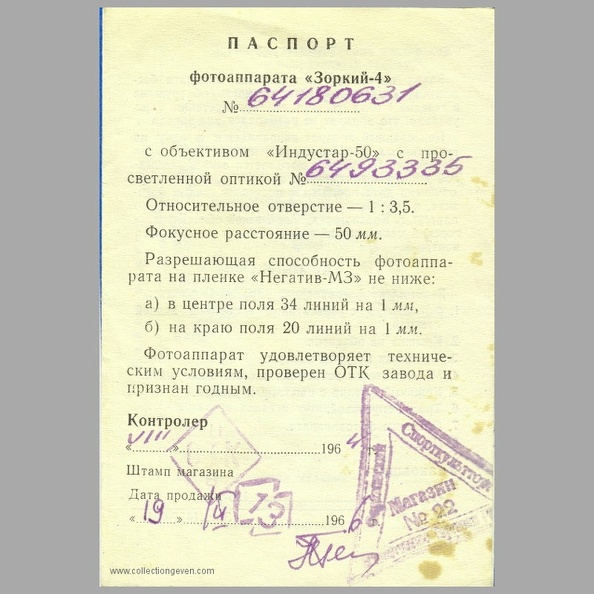 ПАСПОРТ
фотоаппарата «Зоркий-4»
№ 64180631
с объективом «Индустар-50» с про-
светленной оптикой № 6493335
Относительное отверстие — 1 : 3,5.
Фокусное расстояние — 50 мм.
Разрешающая способность фотоаппа-
рата на пленке «Негатив-МЗ» не ниже:
а) в центре поля 34 линий на 1 мм,
б) на краю поля 20 линий на 1 мм.
Фотоаппарат удовлетворяет техниче-
ским условиям, проверен ОТК завода и
признан годным.
Контролер
« VIII » 196 4 г.
Штамп магазина
Дата продажи
« 19 » 196 6
Спорткультторг
Магазин
№ 22
www.collectiongeven.com